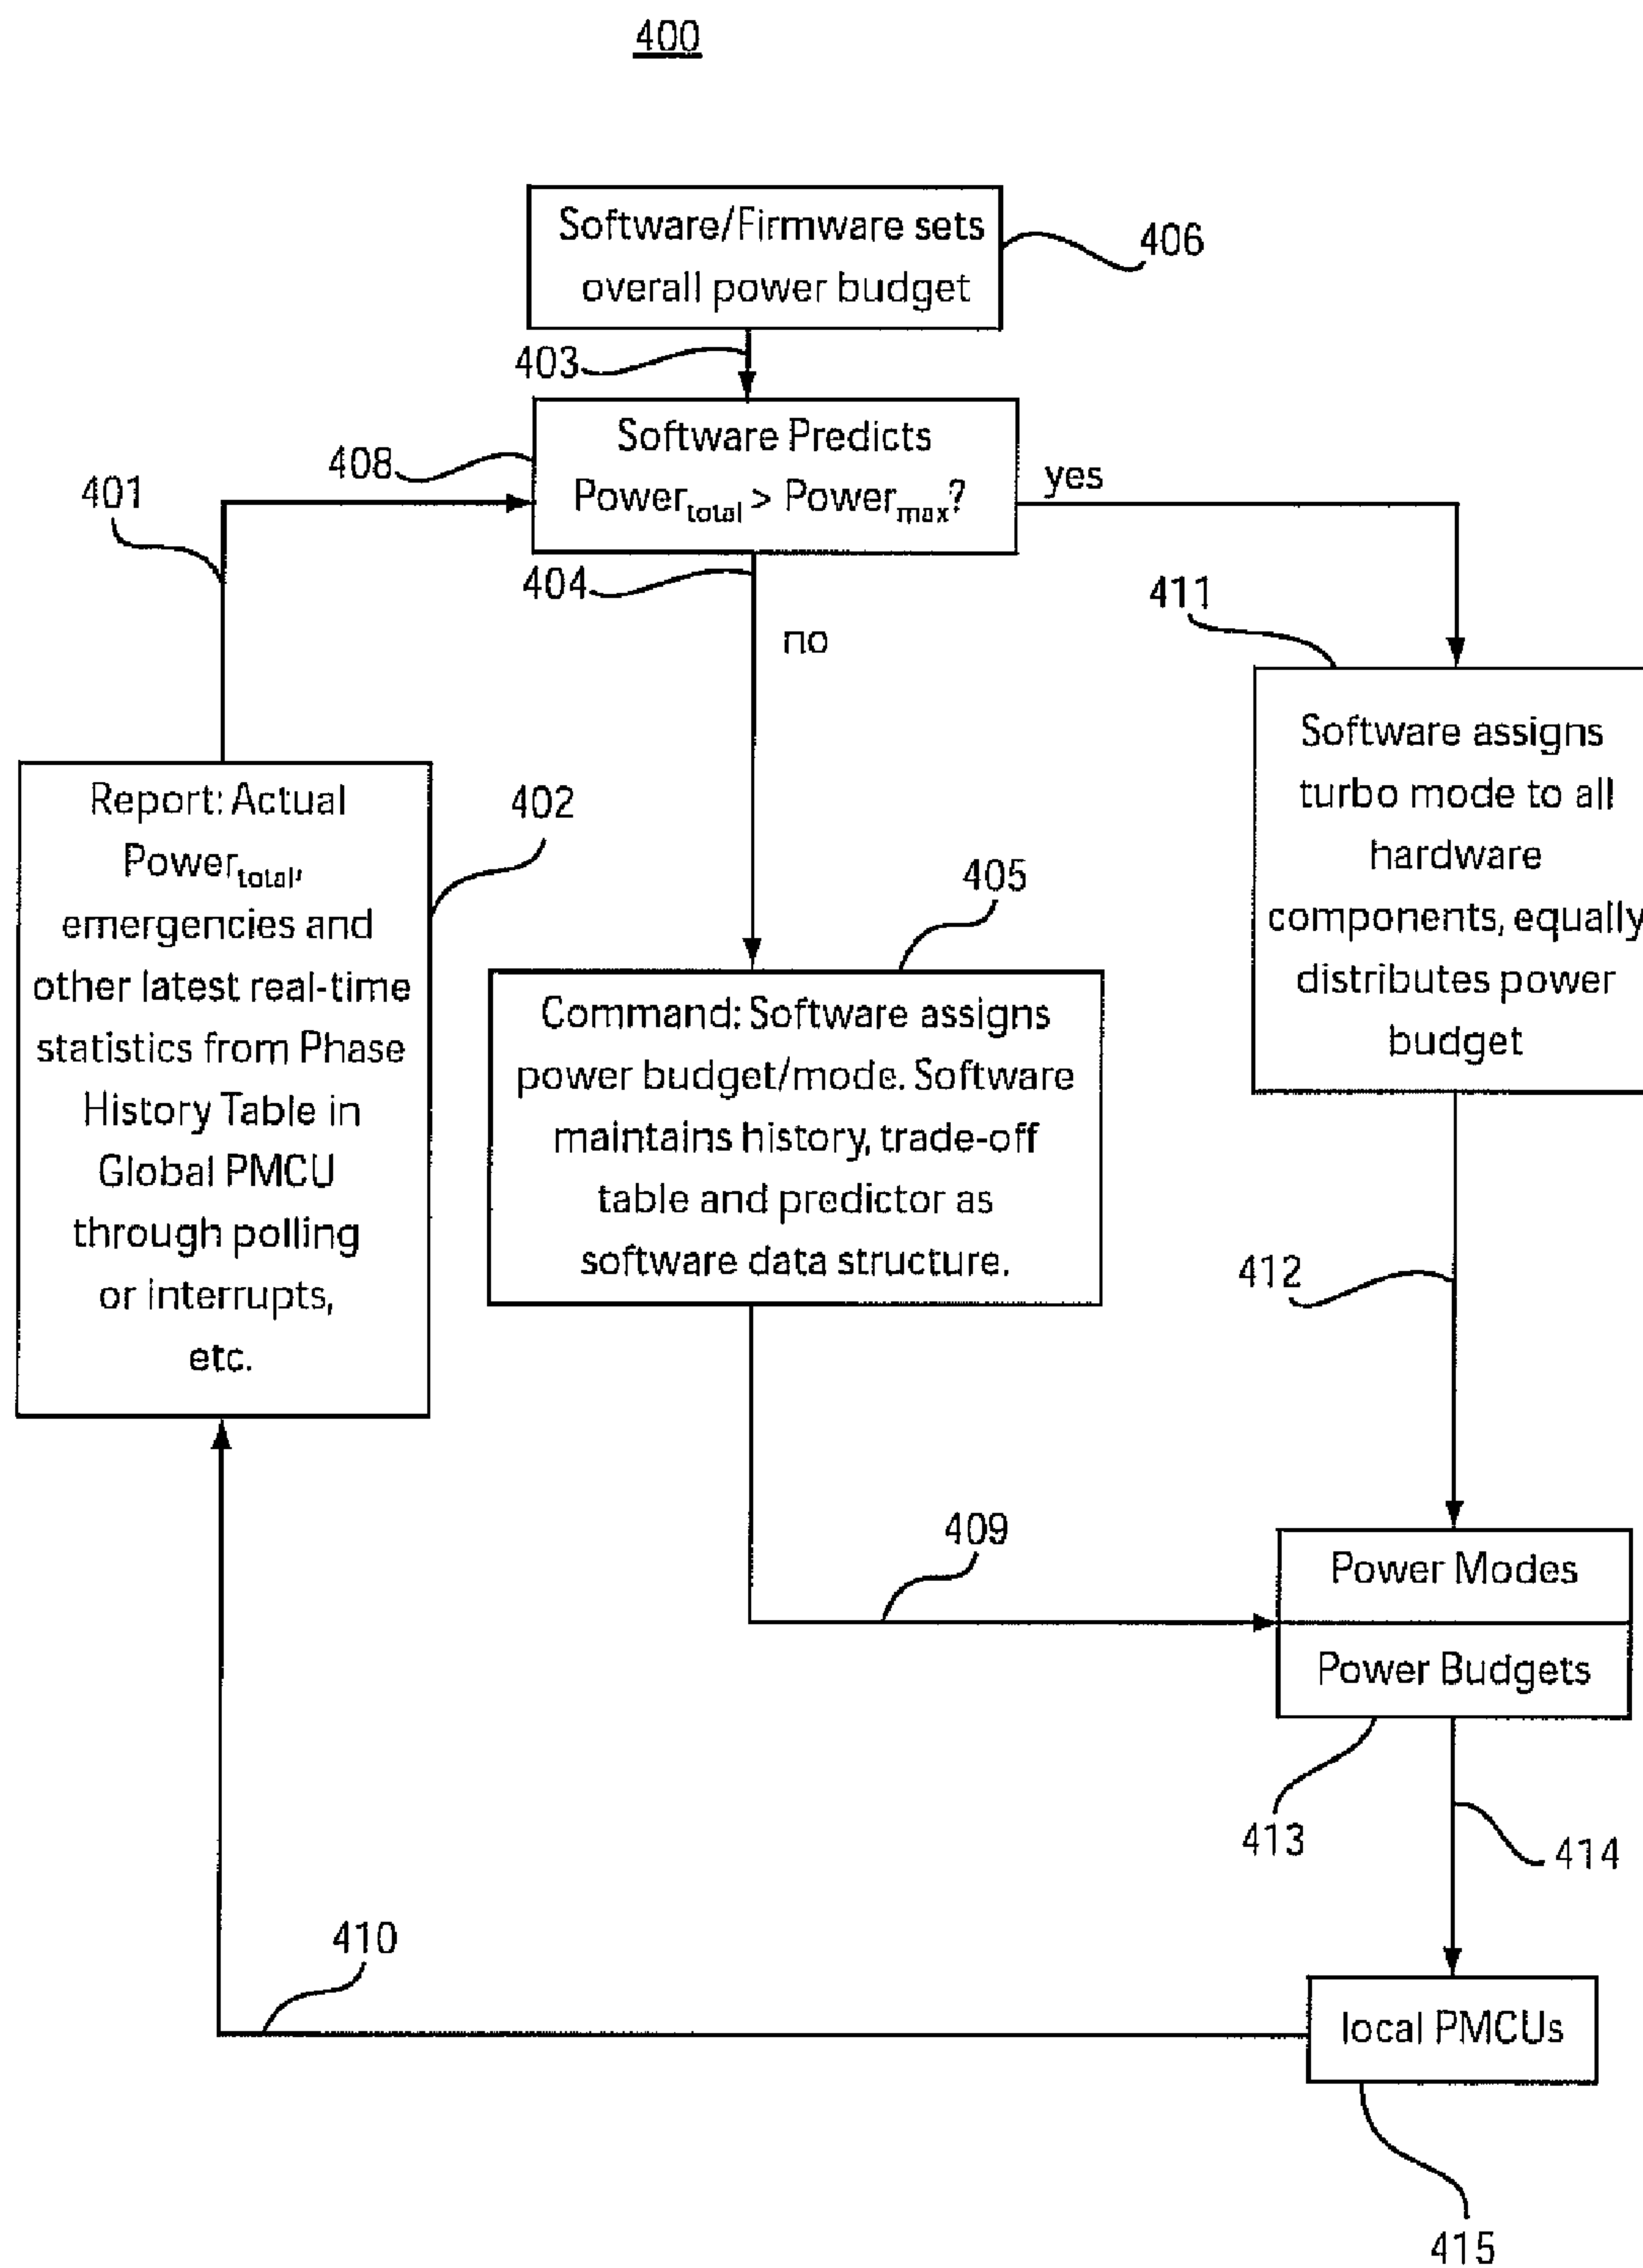 400
Software/Firmware sets
overall power budget
406
403
Software Predicts
Power_total > Power_max?
408
yes
401
404
no
411
Software assigns
turbo mode to all
hardware
components, equally
distributes power
budget
Report: Actual
Power_total,
emergencies and
other latest real-time
statistics from Phase
History Table in
Global PMCU
through polling
or interrupts,
etc.
402
405
Command: Software assigns
power budget/mode. Software
maintains history, trade-off
table and predictor as
software data structure.
412
409
Power Modes
Power Budgets
413
414
410
local PMCUs
415